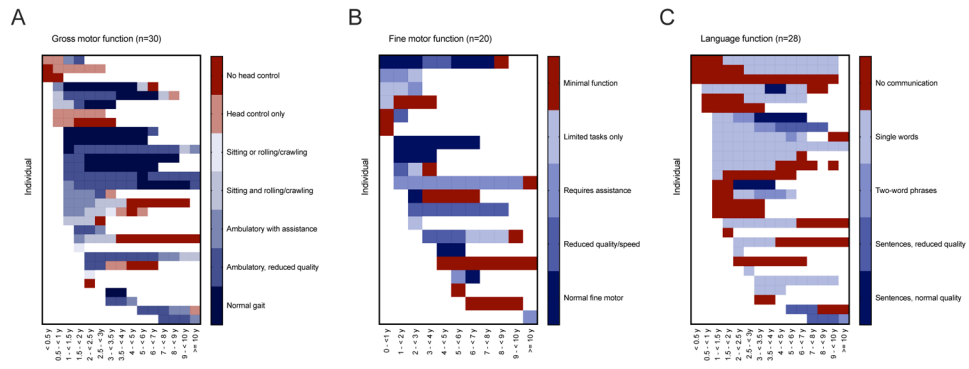 A
Gross motor function (n=30)
Individual
No head control
Head control only
Sitting or rolling/crawling
Sitting and rolling/crawling
Ambulatory with assistance
Ambulatory, reduced quality
Normal gait
< 0.5 y
0.5 - < 1 y
1 - < 1.5y
1.5 - < 2 y
2 - < 2.5 y
2.5 - < 3y
3 - < 3.5 y
3.5 - < 4 y
4 - < 5 y
5 - < 6 y
6 - < 7 y
7 - < 8 y
8 - < 9 y
9 - < 10 y
>= 10 y
B
Fine motor function (n=20)
Individual
Minimal function
Limited tasks only
Requires assistance
Reduced quality/speed
Normal fine motor
0 - <1 y
1 - < 2 y
2 - < 3 y
3 - < 4 y
4 - < 5 y
5 - < 6 y
6 - < 7 y
7 - < 8 y
8 - < 9 y
9 - < 10 y
>= 10 y
C
Language function (n=28)
Individual
No communication
Single words
Two-word phrases
Sentences, reduced quality
Sentences, normal quality
< 0.5 y
0.5 - < 1 y
1 - < 1.5 y
1.5 - < 2 y
2 - < 2.5 y
2.5 - < 3 y
3 - < 3.5 y
3.5 - < 4 y
4 - < 5 y
5 - < 6 y
6 - < 7 y
7 - < 8 y
8 - < 9 y
9 - < 10 y
>= 10 y